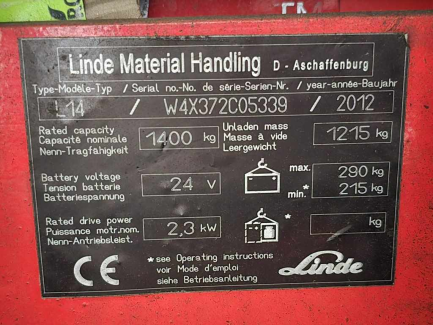 Linde Material Handling D - Aschaffenburg
Type-Modèle-Typ / Serial no.-No. de série-Serien-Nr. / year-année-Baujahr
L14 / W4X372C05339 / 2012
Rated capacity
Capacité nominale
Nenn-Tragfähigkeit
1400 kg
Unladen mass
Masse à vide
Leergewicht
1215 kg
Battery voltage
Tension batterie
Batteriespannung
24 V
max. 290 kg
min.* 215 kg
Rated drive power
Puissance motr.nom.
Nenn-Antriebsleist.
2,3 kW
* kg
CE
*see Operating instructions
voir Mode d'emploi
siehe Betriebsanleitung
Linde